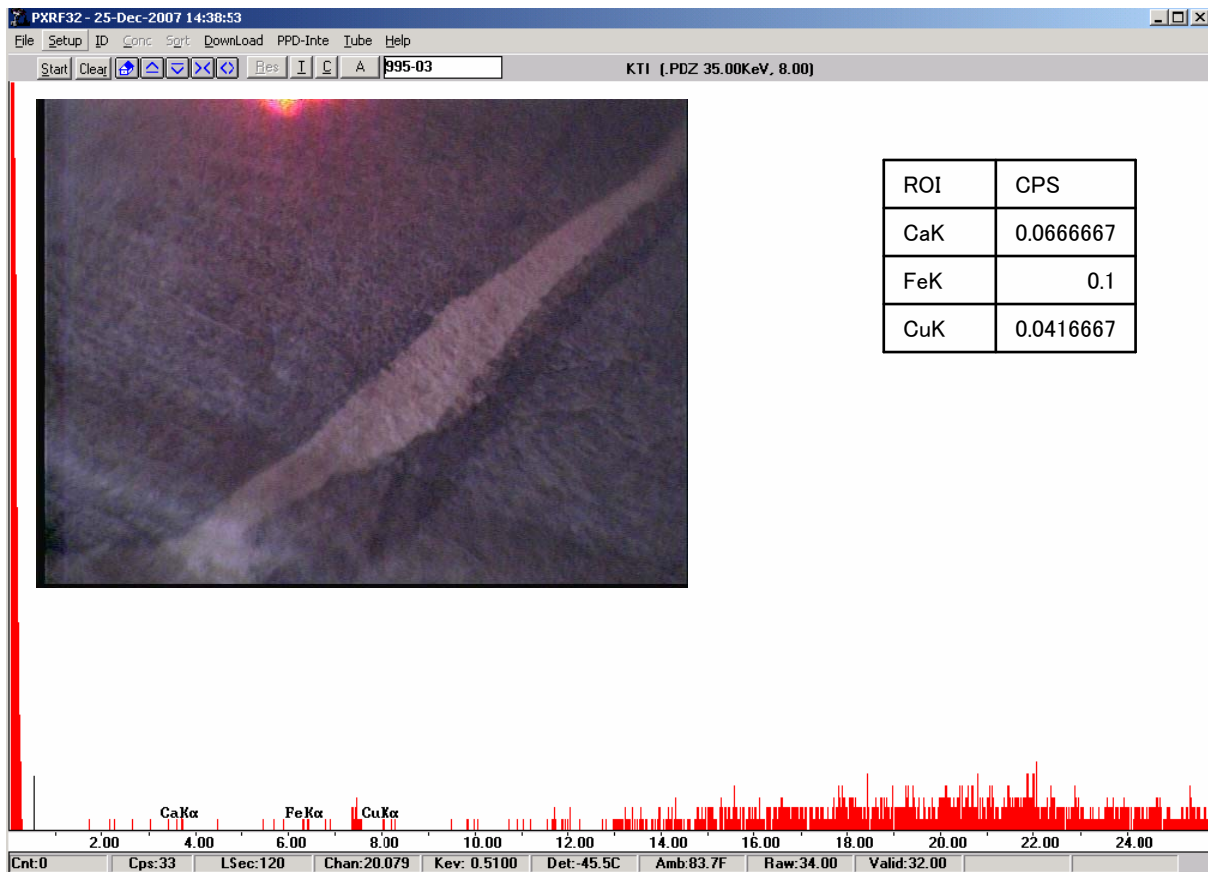 PXRF32 - 25-Dec-2007 14:38:53
File Setup ID Conc Sort DownLoad PPD-Inte Tube Help
Start Clear Res I C A 995-03 KTI (.PDZ 35.00KeV, 8.00)
ROI CPS
CaK 0.0666667
FeK 0.1
CuK 0.0416667
CaKα FeKα CuKα
2.00 4.00 6.00 8.00 10.00 12.00 14.00 16.00 18.00 20.00 22.00 24.00
Cnt:0 Cps:33 LSec:120 Chan:20.079 Kev: 0.5100 Det:-45.5C Amb:83.7F Raw:34.00 Valid:32.00